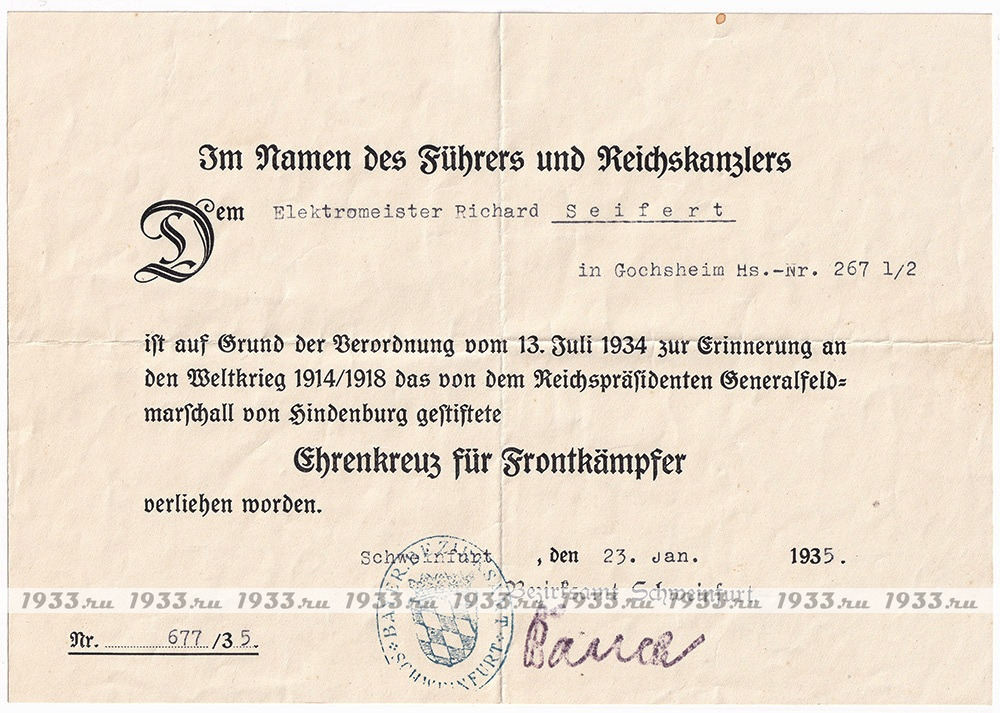 Im Namen des Führers und Reichskanzlers
Dem Elektromeister Richard Seifert
in Gochsheim Hs.-Nr. 267 1/2
ist auf Grund der Verordnung vom 13. Juli 1934 zur Erinnerung an
den Weltkrieg 1914/1918 das von dem Reichspräsidenten Generalfeld=
marschall von Hindenburg gestiftete
Ehrenkreuz für Frontkämpfer
verliehen worden.
Schweinfurt, den 23. Jan. 1935.
Bezirksamt Schweinfurt
1933.ru 1933.ru 1933.ru 1933.ru 1933.ru 1933.ru 1933.ru 1933.ru 1933.ru
Nr. 677/35.
BAYER. BEZIRKSAMT SCHWEINFURT